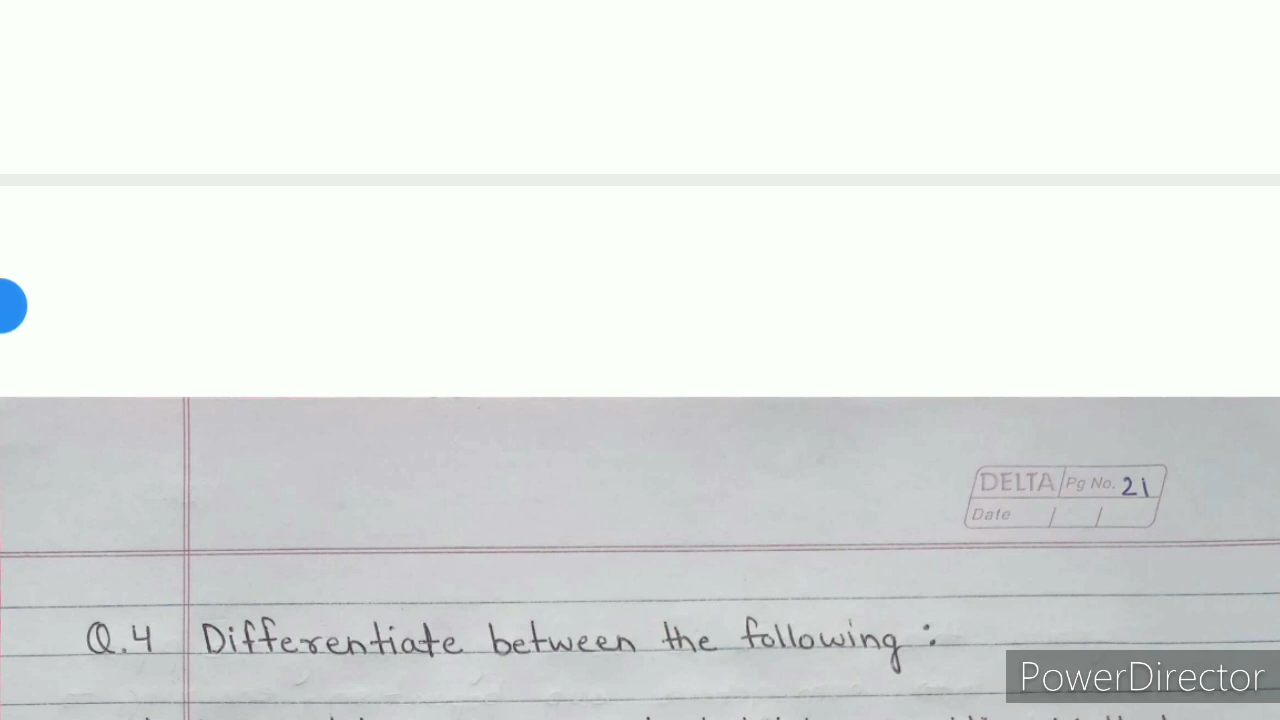 DELTA Pg No. 21
Date / /
Q.4 Differentiate between the following :
PowerDirector